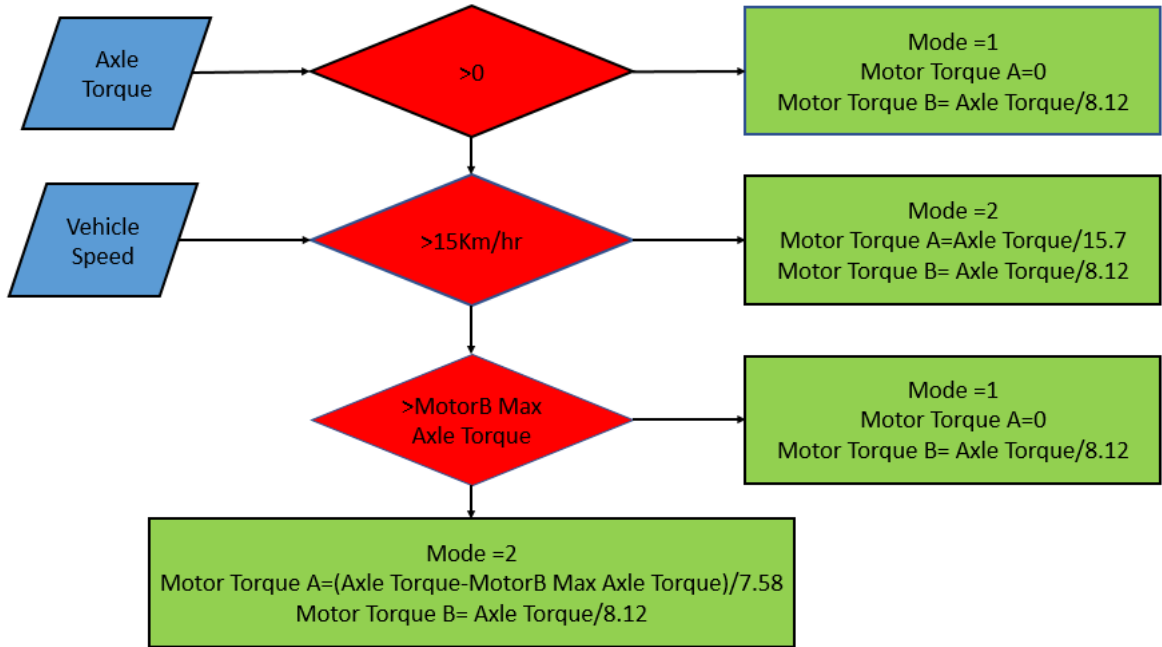 Axle
Torque
>0
Mode =1
Motor Torque A=0
Motor Torque B= Axle Torque/8.12
Vehicle
Speed
>15Km/hr
Mode =2
Motor Torque A=Axle Torque/15.7
Motor Torque B= Axle Torque/8.12
>MotorB Max
Axle Torque
Mode =1
Motor Torque A=0
Motor Torque B= Axle Torque/8.12
Mode =2
Motor Torque A=(Axle Torque-MotorB Max Axle Torque)/7.58
Motor Torque B= Axle Torque/8.12